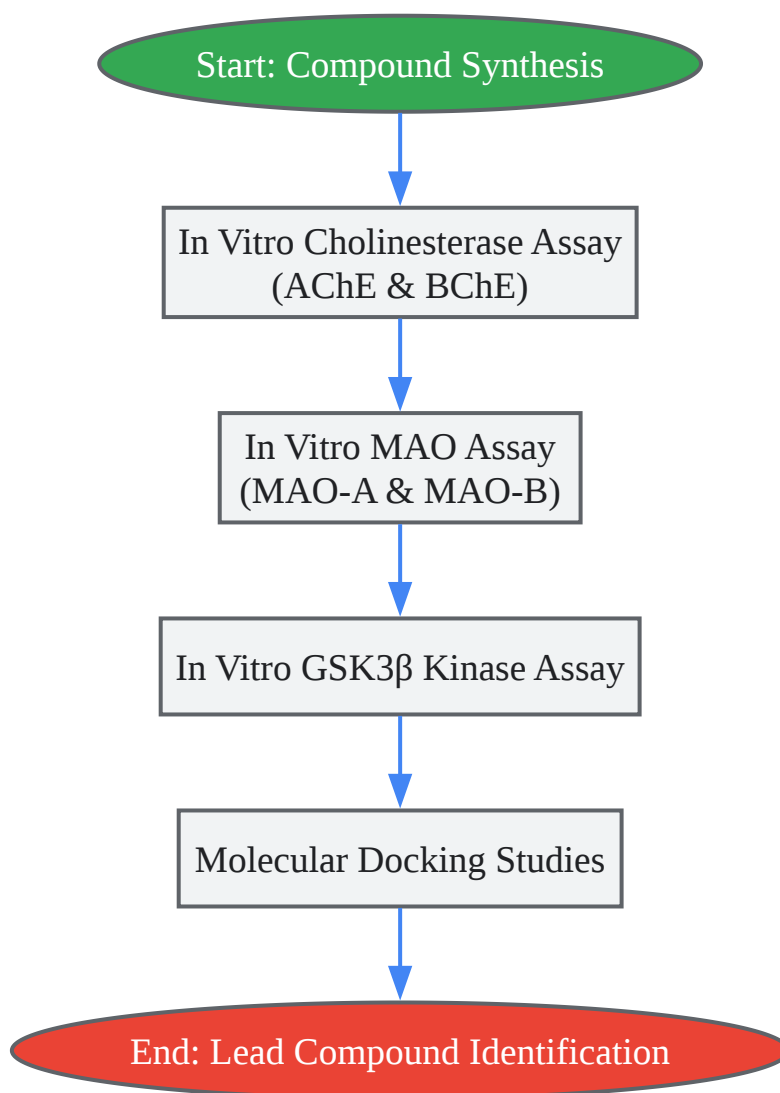 Start: Compound Synthesis
In Vitro Cholinesterase Assay
(AChE & BChE)
In Vitro MAO Assay
(MAO-A & MAO-B)
In Vitro GSK3β Kinase Assay
Molecular Docking Studies
End: Lead Compound Identification